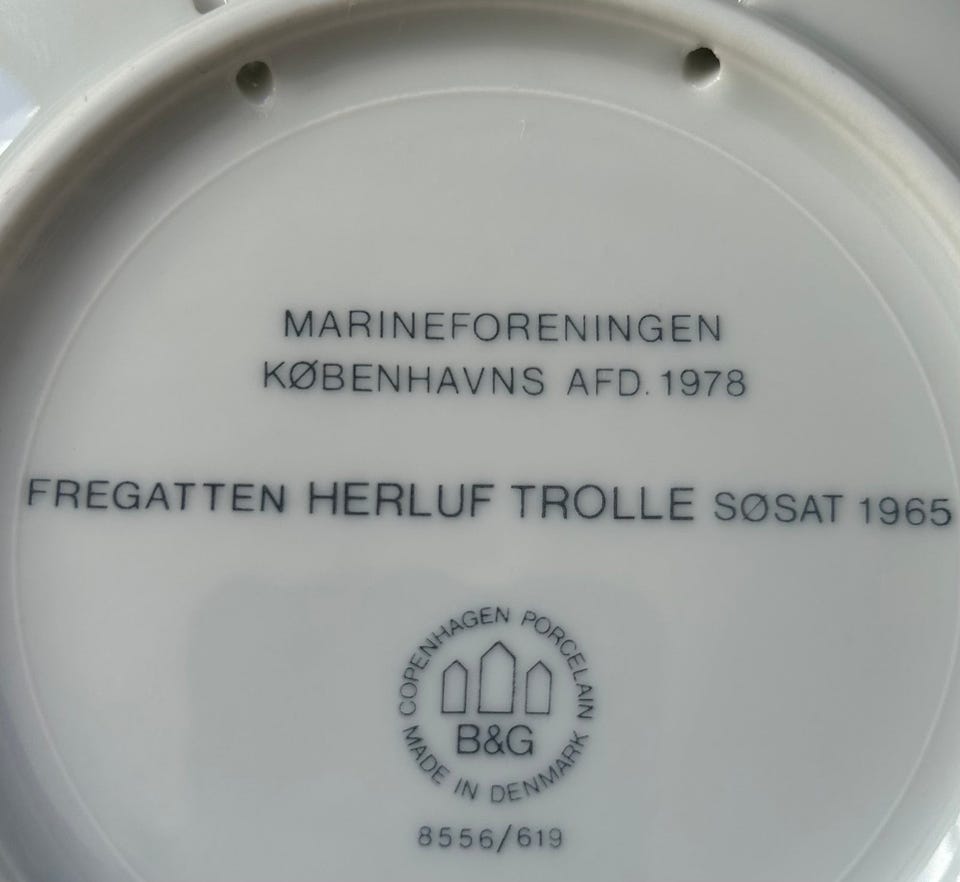 MARINEFORENINGEN
KØBENHAVNS AFD. 1978
FREGATTEN HERLUF TROLLE SØSAT 1965
COPENHAGEN PORCELAIN
B&G
MADE IN DENMARK
8556/619